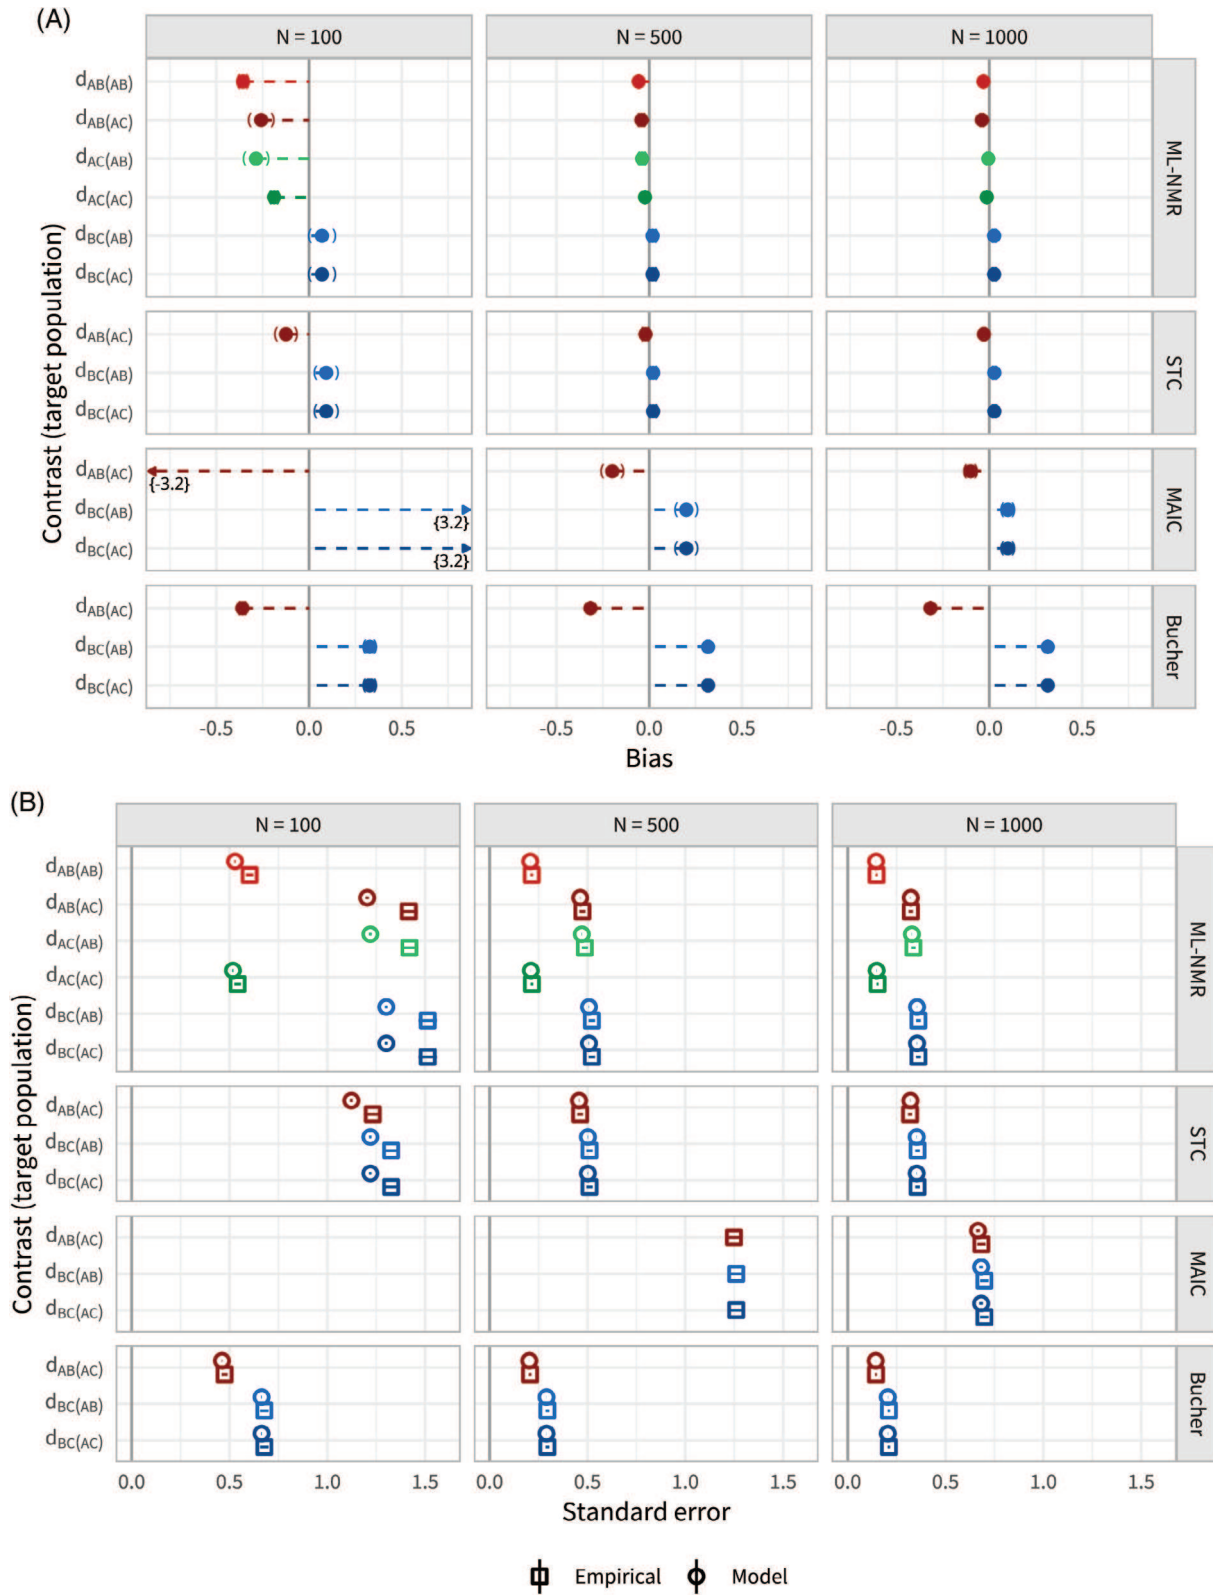 (A)
N = 100 N = 500 N = 1000
Contrast (target population)
dAB(AB)
dAB(AC)
dAC(AB)
dAC(AC)
dBC(AB)
dBC(AC)
ML-NMR
dAB(AC)
dBC(AB)
dBC(AC)
STC
dAB(AC)
{-3.2}
dBC(AB)
{3.2}
dBC(AC)
{3.2}
MAIC
dAB(AC)
dBC(AB)
dBC(AC)
Bucher
-0.5 0.0 0.5 -0.5 0.0 0.5 -0.5 0.0 0.5
Bias
(B)
N = 100 N = 500 N = 1000
Contrast (target population)
dAB(AB)
dAB(AC)
dAC(AB)
dAC(AC)
dBC(AB)
dBC(AC)
ML-NMR
dAB(AC)
dBC(AB)
dBC(AC)
STC
dAB(AC)
dBC(AB)
dBC(AC)
MAIC
dAB(AC)
dBC(AB)
dBC(AC)
Bucher
0.0 0.5 1.0 1.5 0.0 0.5 1.0 1.5 0.0 0.5 1.0 1.5
Standard error
Empirical Model